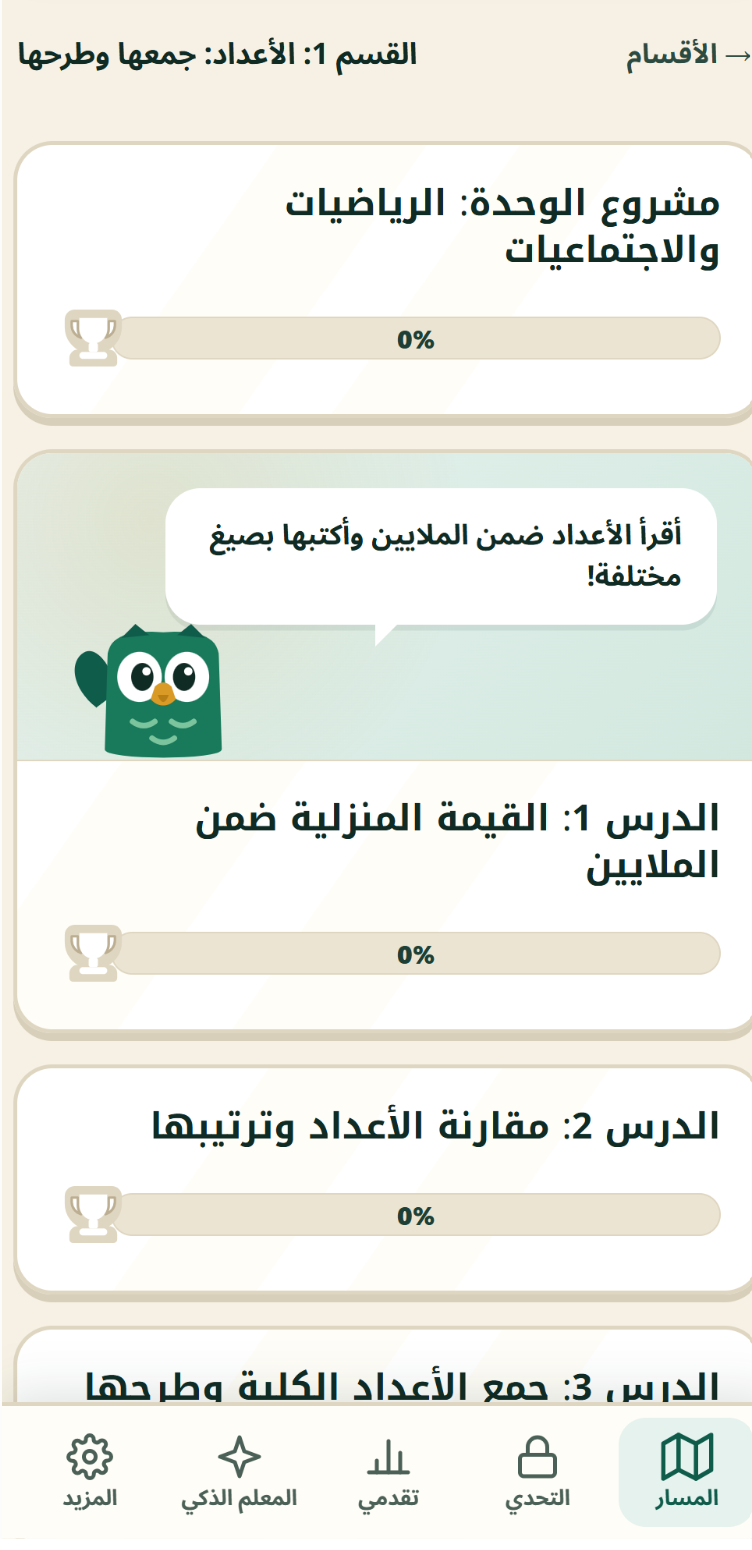 → الأقسام
القسم 1: الأعداد: جمعها وطرحها
مشروع الوحدة: الرياضيات
والاجتماعيات
0%
أقرأ الأعداد ضمن الملايين وأكتبها بصيغ
مختلفة!
الدرس 1: القيمة المنزلية ضمن
الملايين
0%
الدرس 2: مقارنة الأعداد وترتيبها
0%
الدرس 3: جمع الأعداد الكلية وطرحها
المسار
التحدي
تقدمي
المعلم الذكي
المزيد